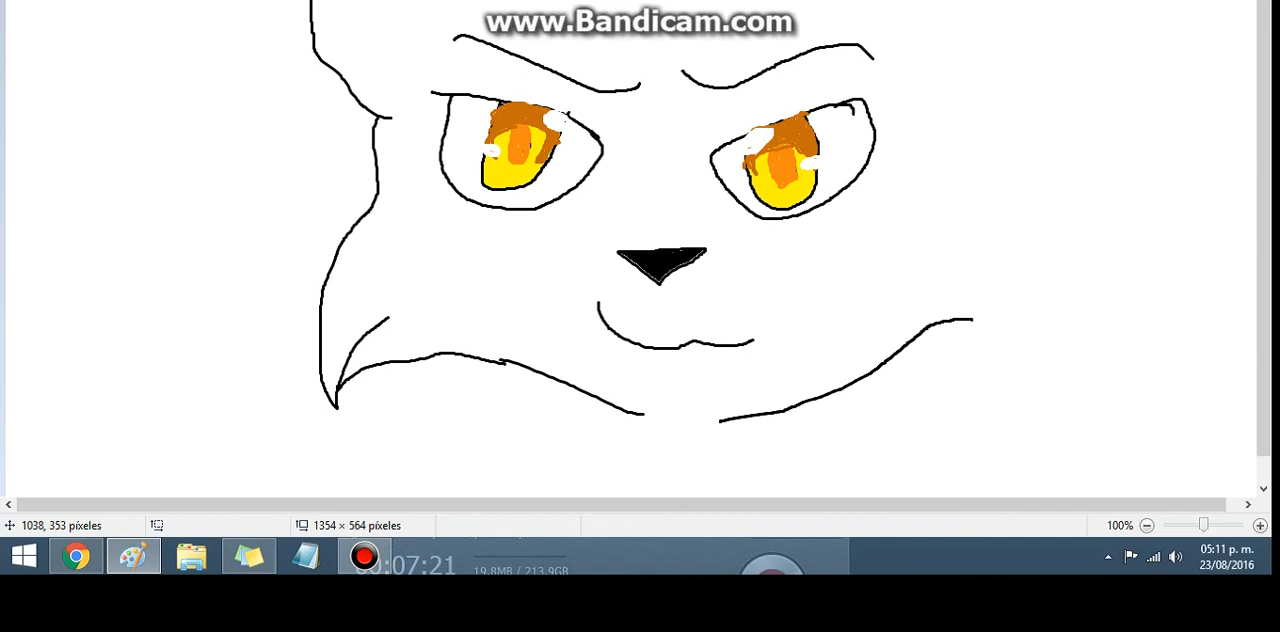 www.Bandicam.com
1038, 353 píxeles
1354 × 564 píxeles
100%
00:07:21
19.8MB / 213.9GB
05:11 p. m.
23/08/2016